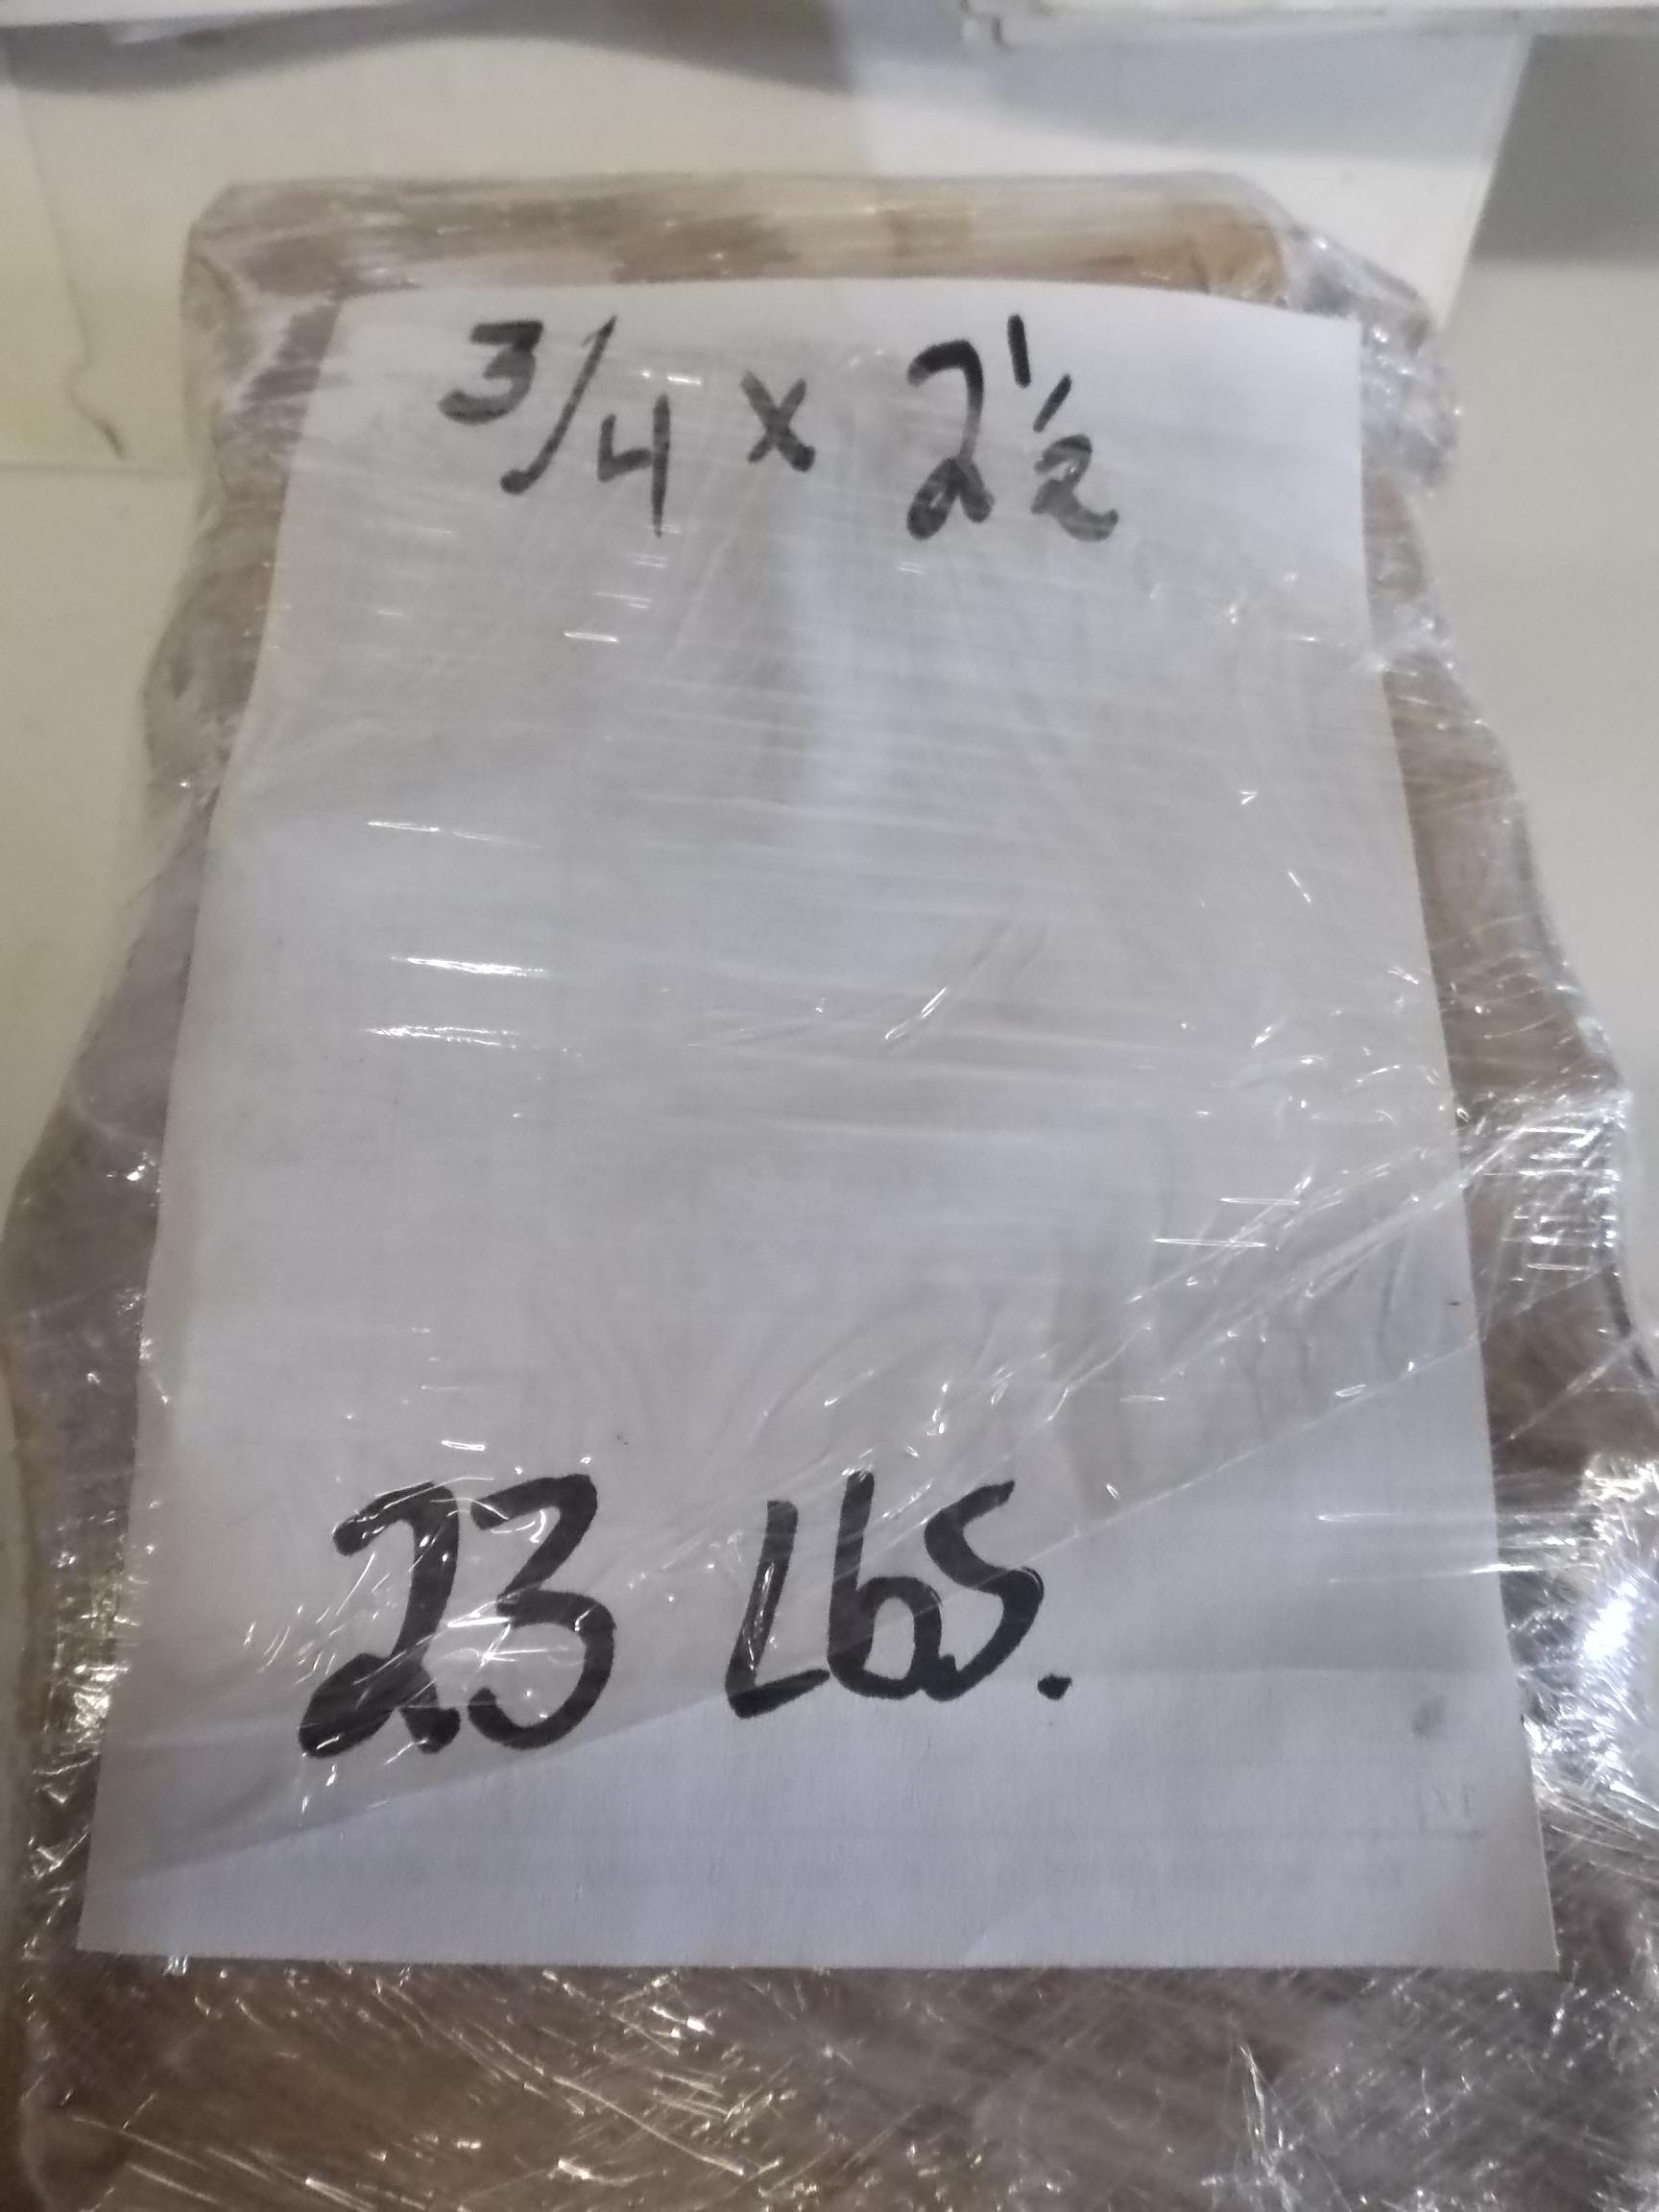 3/4 x 2 1/2
23 Lbs.